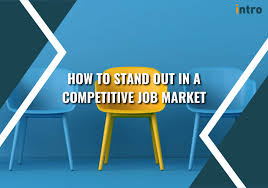 intro
HOW TO STAND OUT IN A
COMPETITIVE JOB MARKET